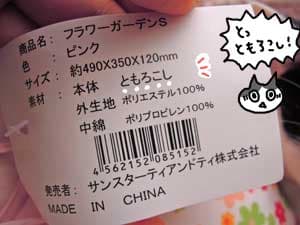 商品名： フラワーガーデンS
色　　： ピンク
サイズ： 約490X350X120mm
素材　： 本体　ともろこし
外生地 ポリエステル100%
中綿　 ポリプロピレン100%
4 562152 085152
発売者： サンスターティアンドティ株式会社
MADE IN CHINA
とっ
ともろこし!